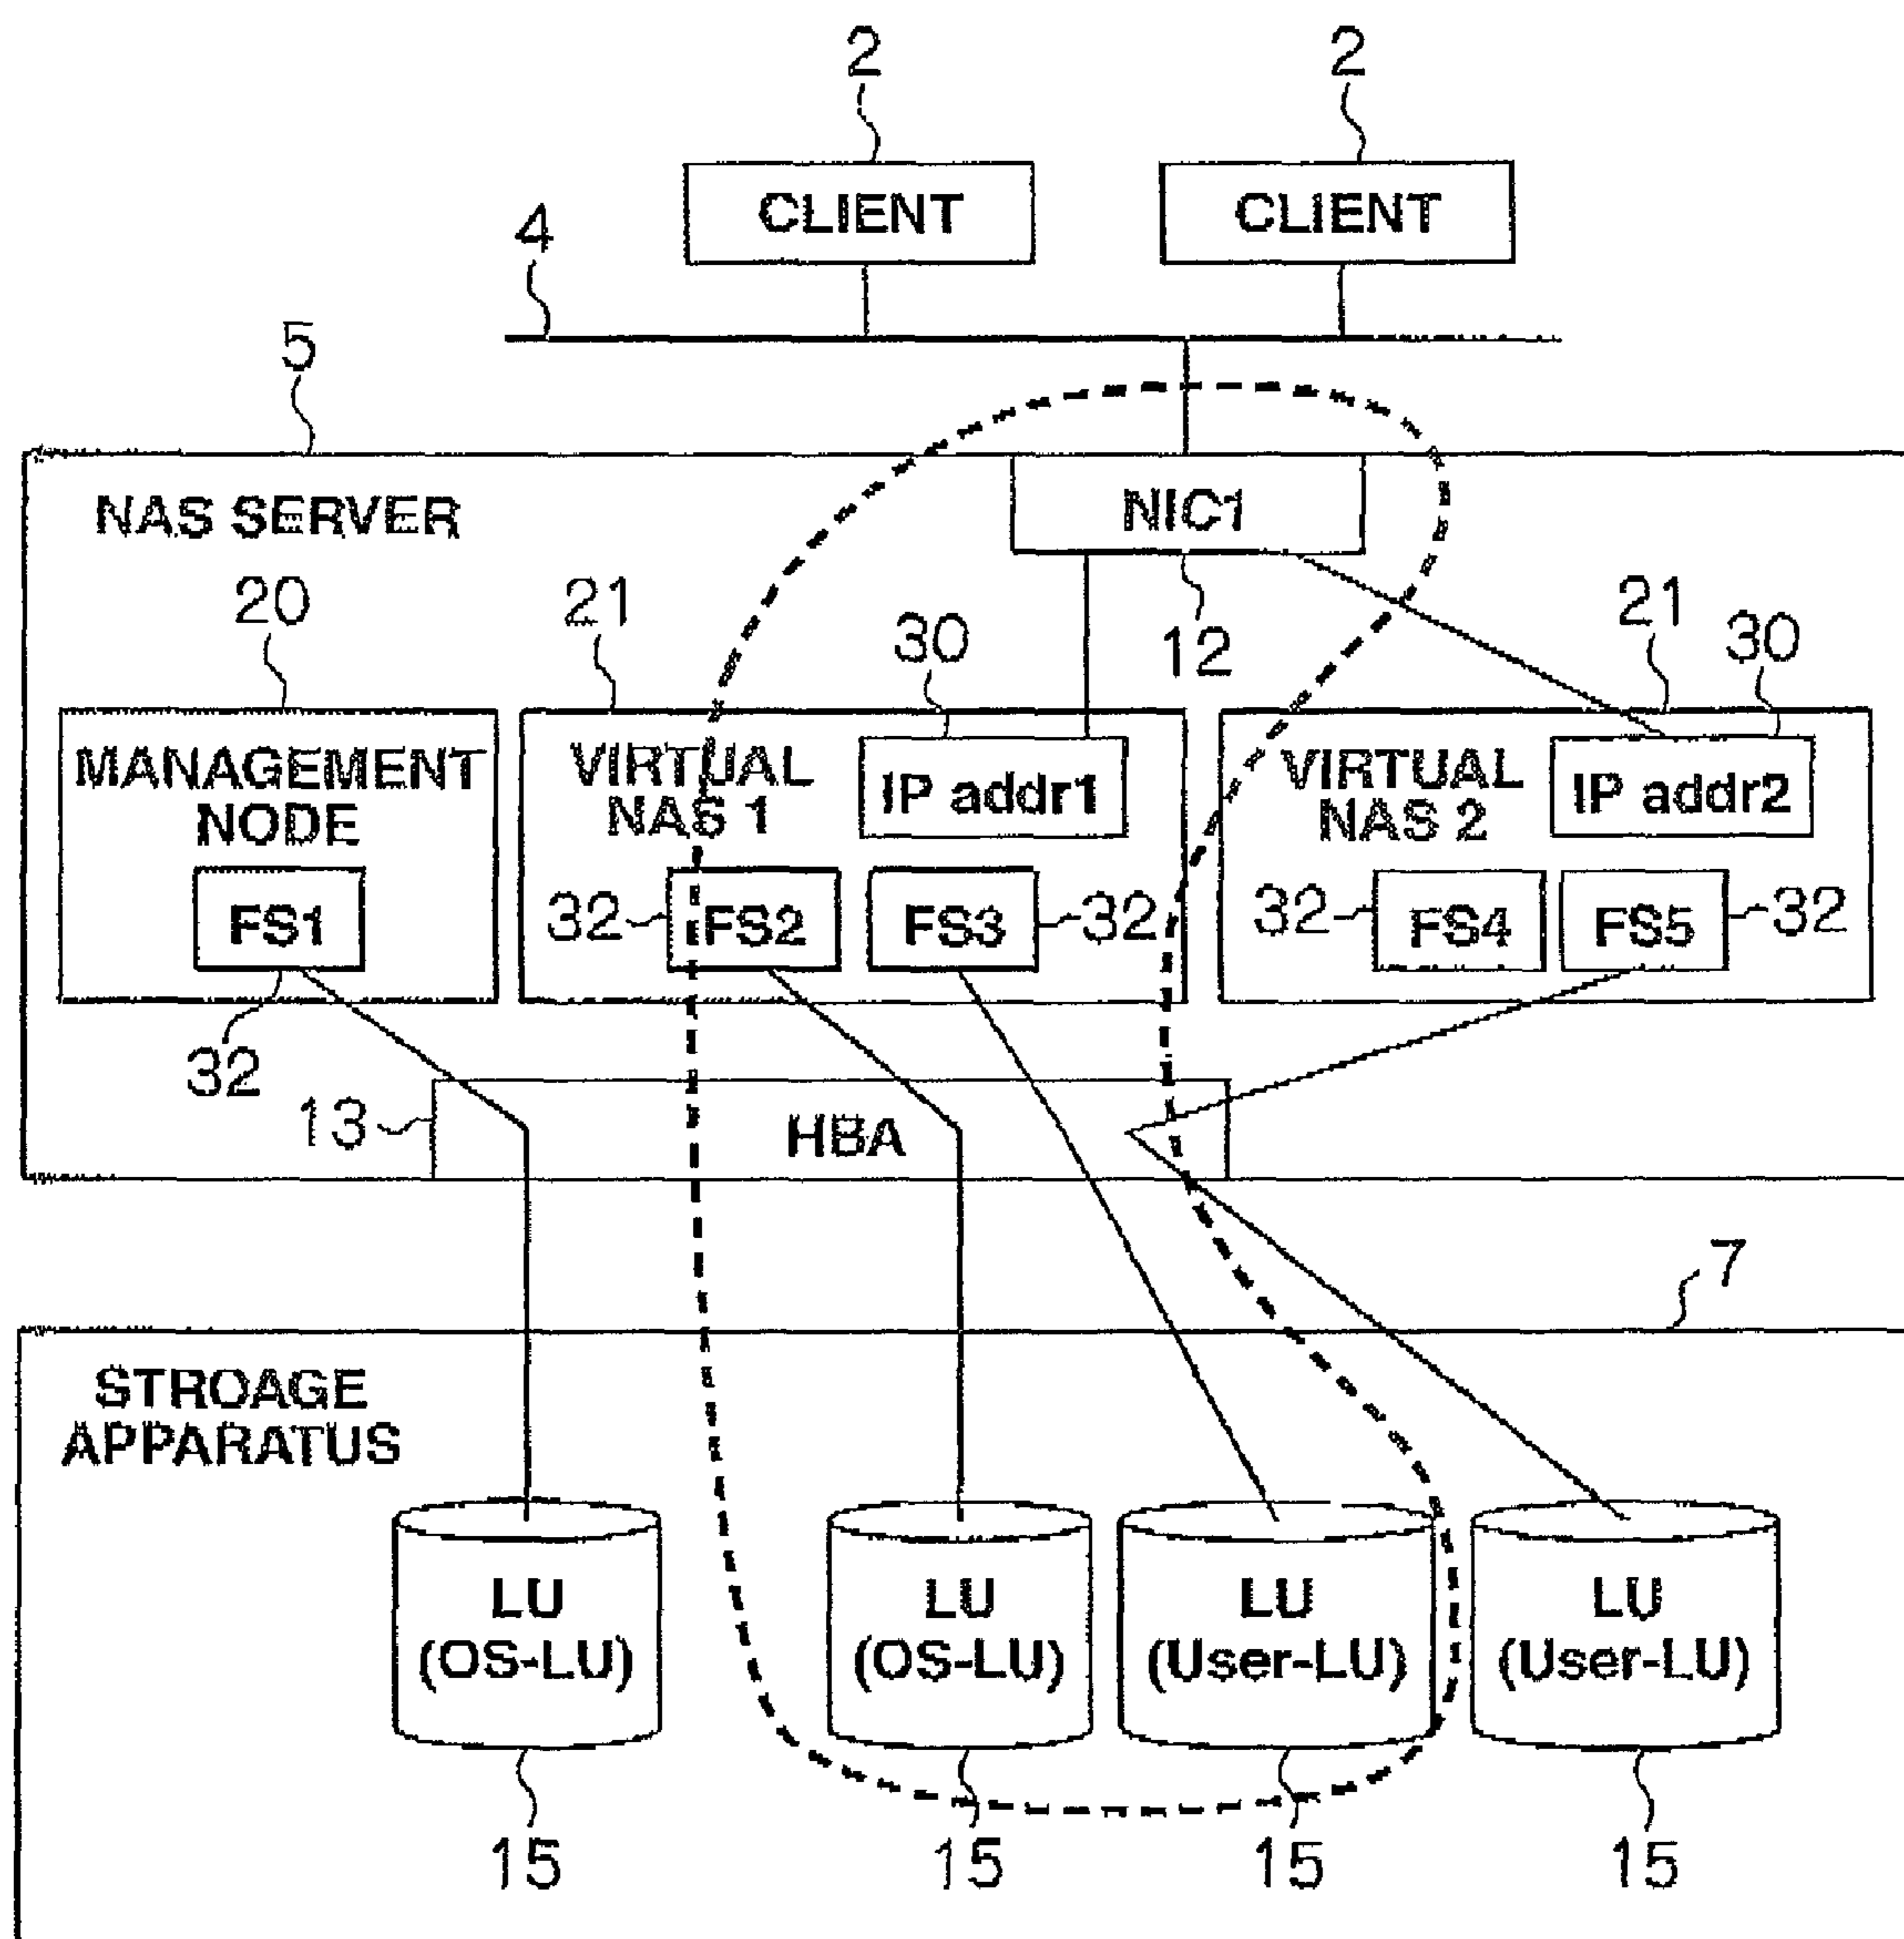 2
2
CLIENT
CLIENT
4
5
NAS SERVER
NIC1
20
21
30
12
21
30
MANAGEMENT
NODE
VIRTUAL
NAS 1
IP addr1
VIRTUAL
NAS 2
IP addr2
FS1
32
FS2
FS3
32
32
FS4
FS5
32
32
13
HBA
7
STROAGE
APPARATUS
LU
(OS-LU)
LU
(OS-LU)
LU
(User-LU)
LU
(User-LU)
15
15
15
15